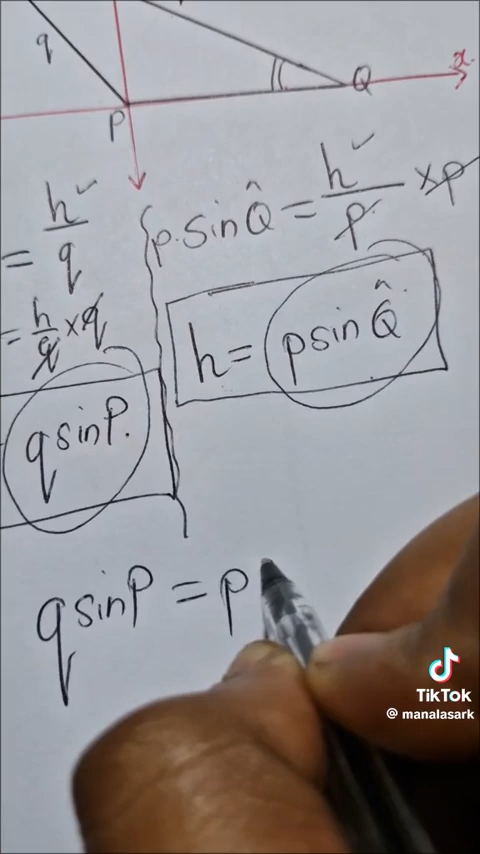 q
x
P
Q
= h/q
p.sin Q̂ = h/p × p
= h/q × q
h = p sin Q̂
q sin P.
q sin P = p
TikTok
@ manalasark